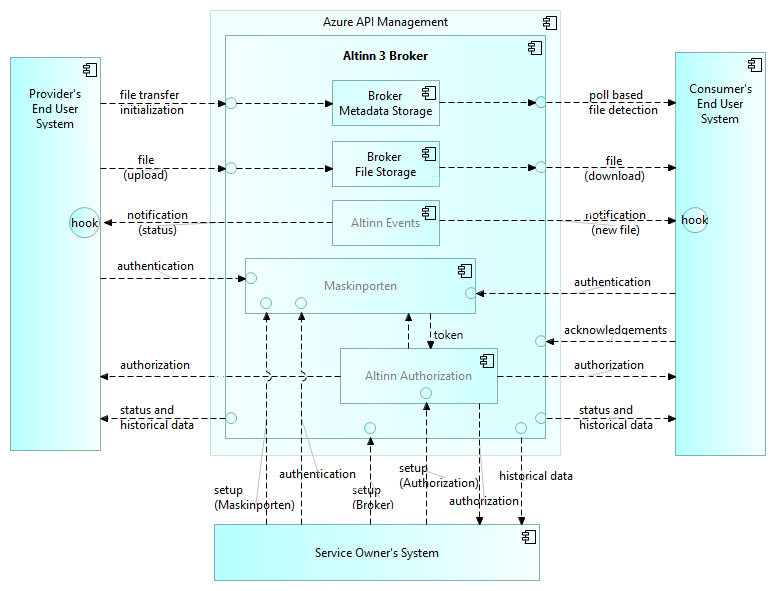 Azure API Management
Altinn 3 Broker
Provider's
End User
System
Consumer's
End User
System
file transfer
initialization
Broker
Metadata Storage
poll based
file detection
file
(upload)
Broker
File Storage
file
(download)
hook
notification
(status)
Altinn Events
notification
(new file)
hook
authentication
Maskinporten
authentication
token
acknowledgements
authorization
Altinn Authorization
authorization
status and
historical data
status and
historical data
setup
(Maskinporten)
authentication
setup
(Broker)
setup
(Authorization)
authorization
historical data
Service Owner's System